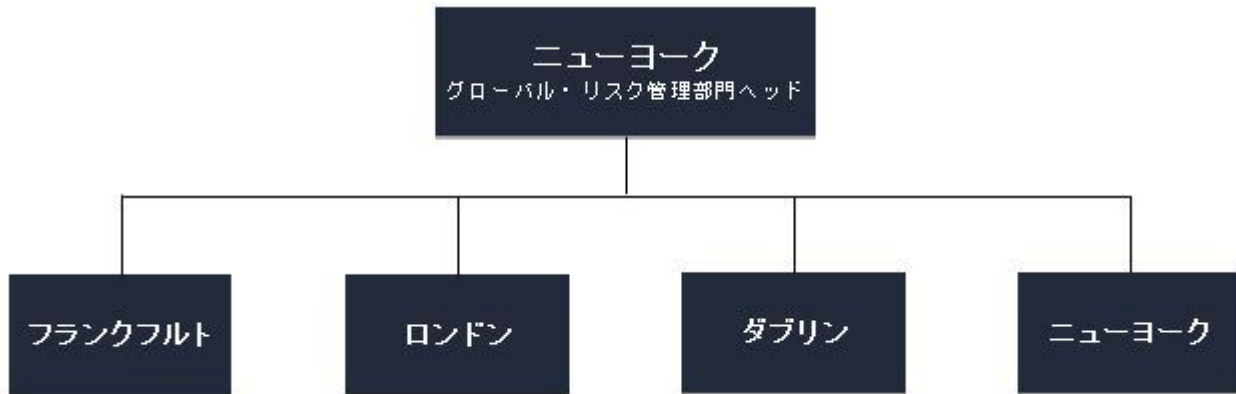 ニューヨーク
グローバル・リスク管理部門ヘッド
フランクフルト
ロンドン
ダブリン
ニューヨーク